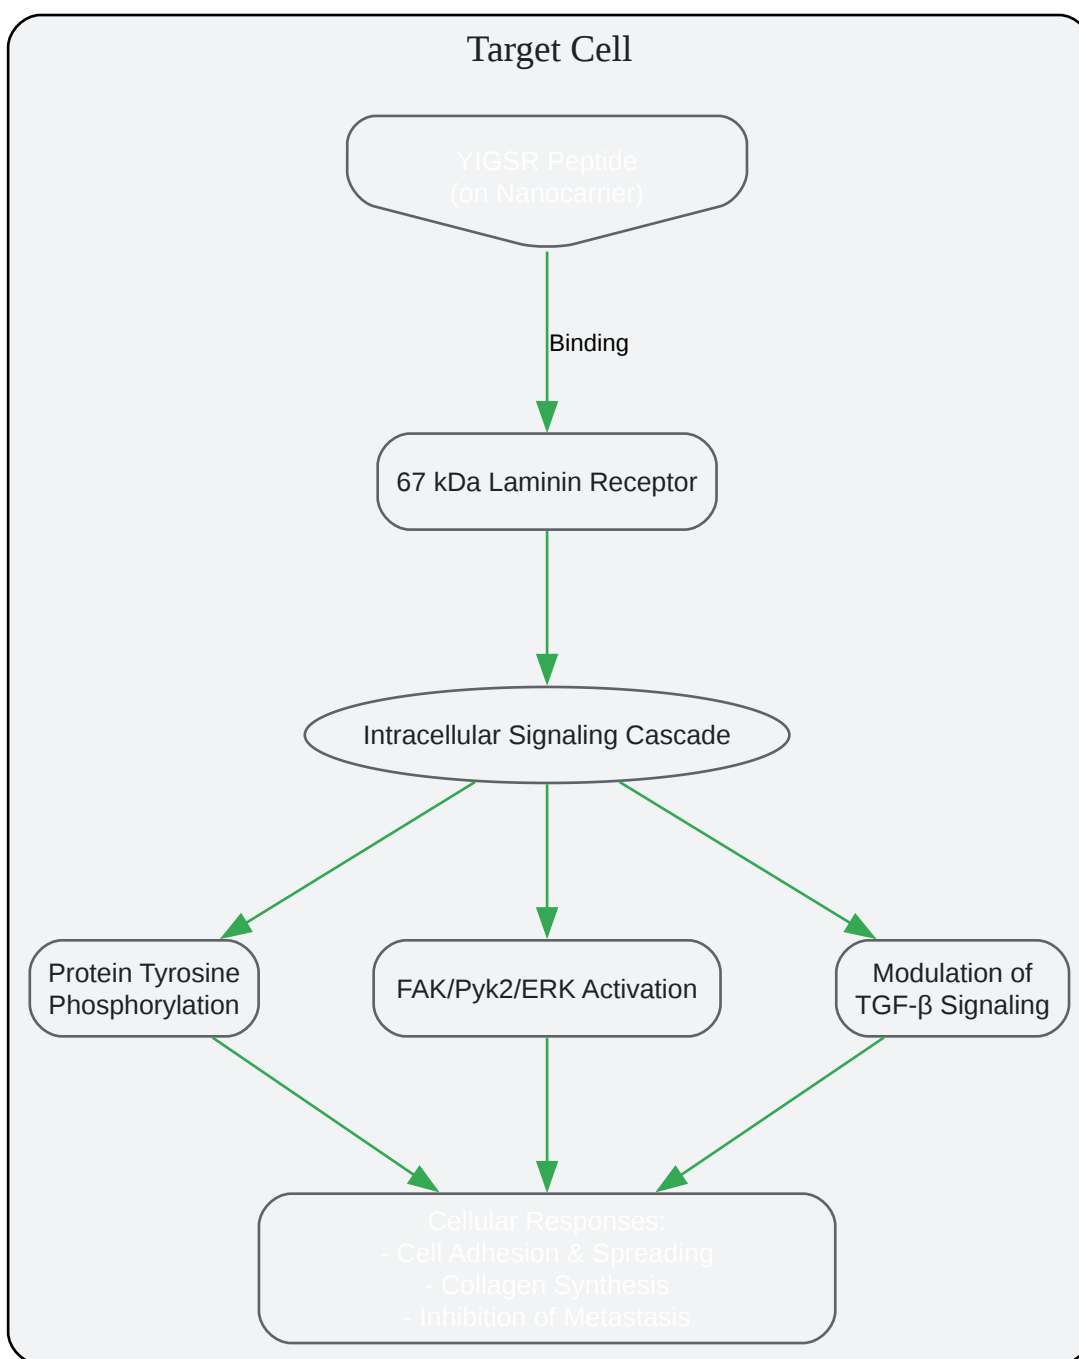 Target Cell
YIGSR Peptide
(on Nanocarrier)
Binding
67 kDa Laminin Receptor
Intracellular Signaling Cascade
Protein Tyrosine
Phosphorylation
FAK/Pyk2/ERK Activation
Modulation of
TGF-β Signaling
Cellular Responses:
- Cell Adhesion & Spreading
- Collagen Synthesis
- Inhibition of Metastasis